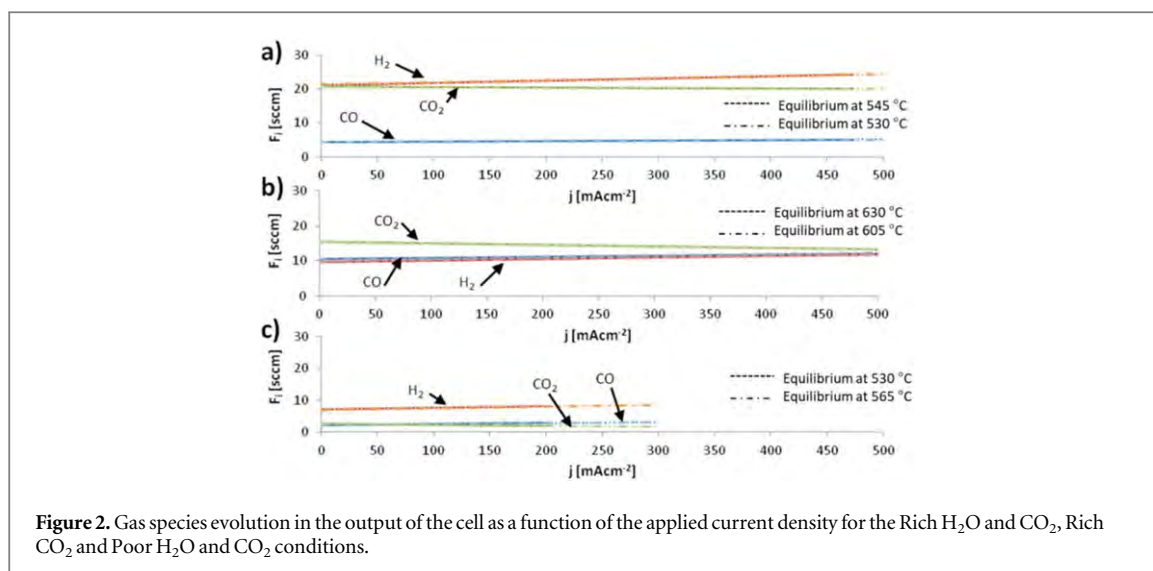 a)
30
20
10
0
F_i [sccm]
H₂
CO₂
CO
Equilibrium at 545 °C
Equilibrium at 530 °C
0 50 100 150 200 250 300 350 400 450 500
j [mAcm⁻²]
b)
30
20
10
0
F_i [sccm]
CO₂
CO
H₂
Equilibrium at 630 °C
Equilibrium at 605 °C
0 50 100 150 200 250 300 350 400 450 500
j [mAcm⁻²]
c)
30
20
10
0
F_i [sccm]
H₂
CO₂
CO
Equilibrium at 530 °C
Equilibrium at 565 °C
0 50 100 150 200 250 300 350 400 450 500
j [mAcm⁻²]
Figure 2. Gas species evolution in the output of the cell as a function of the applied current density for the Rich H₂O and CO₂, Rich
CO₂ and Poor H₂O and CO₂ conditions.